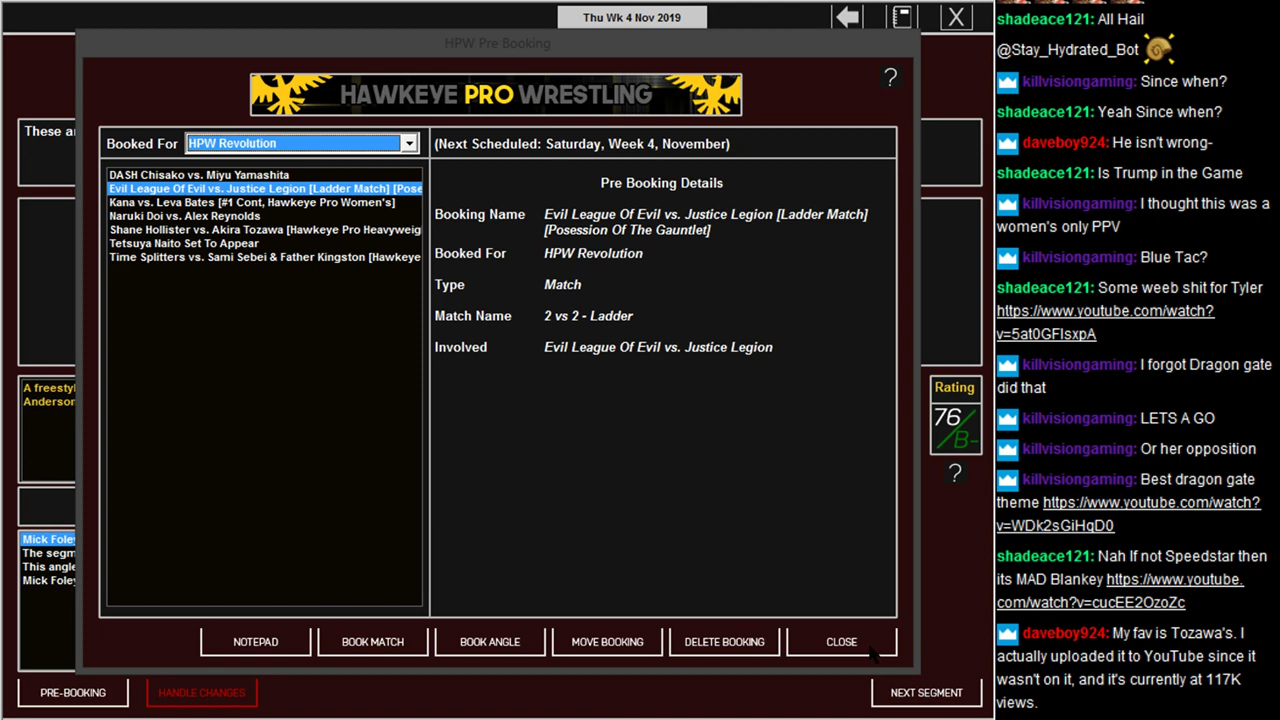 Thu Wk 4 Nov 2019
HPW Pre Booking
HAWKEYE PRO WRESTLING
?
These ar
Booked For HPW Revolution
(Next Scheduled: Saturday, Week 4, November)
DASH Chisako vs. Miyu Yamashita
Evil League Of Evil vs. Justice Legion [Ladder Match] [Pose
Kana vs. Leva Bates [#1 Cont, Hawkeye Pro Women's]
Naruki Doi vs. Alex Reynolds
Shane Hollister vs. Akira Tozawa [Hawkeye Pro Heavyweig
Tetsuya Naito Set To Appear
Time Splitters vs. Sami Sebei & Father Kingston [Hawkeye
Pre Booking Details
Booking Name Evil League Of Evil vs. Justice Legion [Ladder Match]
[Posession Of The Gauntlet]
Booked For HPW Revolution
Type Match
Match Name 2 vs 2 - Ladder
Involved Evil League Of Evil vs. Justice Legion
A freestyl
Anderson
Rating
76
B-
?
Mick Fole
The segm
This angle
Mick Foley
NOTEPAD
BOOK MATCH
BOOK ANGLE
MOVE BOOKING
DELETE BOOKING
CLOSE
PRE-BOOKING
HANDLE CHANGES
NEXT SEGMENT
shadeace121: All Hail
@Stay_Hydrated_Bot
killvisiongaming: Since when?
shadeace121: Yeah Since when?
daveboy924: He isn't wrong-
shadeace121: Is Trump in the Game
killvisiongaming: I thought this was a
women's only PPV
killvisiongaming: Blue Tac?
shadeace121: Some weeb shit for Tyler
https://www.youtube.com/watch?
v=5at0GFIsxpA
killvisiongaming: I forgot Dragon gate
did that
killvisiongaming: LETS A GO
killvisiongaming: Or her opposition
killvisiongaming: Best dragon gate
theme https://www.youtube.com/watch?
v=WDk2sGiHqD0
shadeace121: Nah If not Speedstar then
its MAD Blankey https://www.youtube.
com/watch?v=cucEE2OzoZc
daveboy924: My fav is Tozawa's. I
actually uploaded it to YouTube since it
wasn't on it, and it's currently at 117K
views.